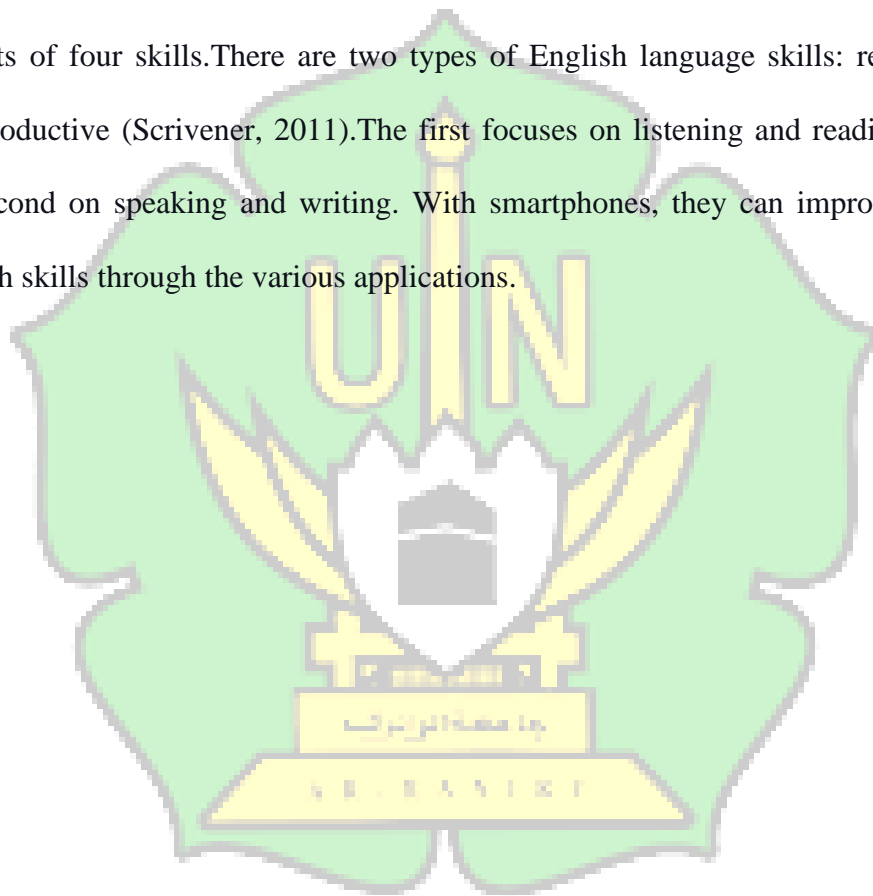 ts of four skills.There are two types of English language skills: re
oductive (Scrivener, 2011).The first focuses on listening and readi
cond on speaking and writing. With smartphones, they can impro
h skills through the various applications.
U I N
جامعة الرانري
A R - R A N I R Y